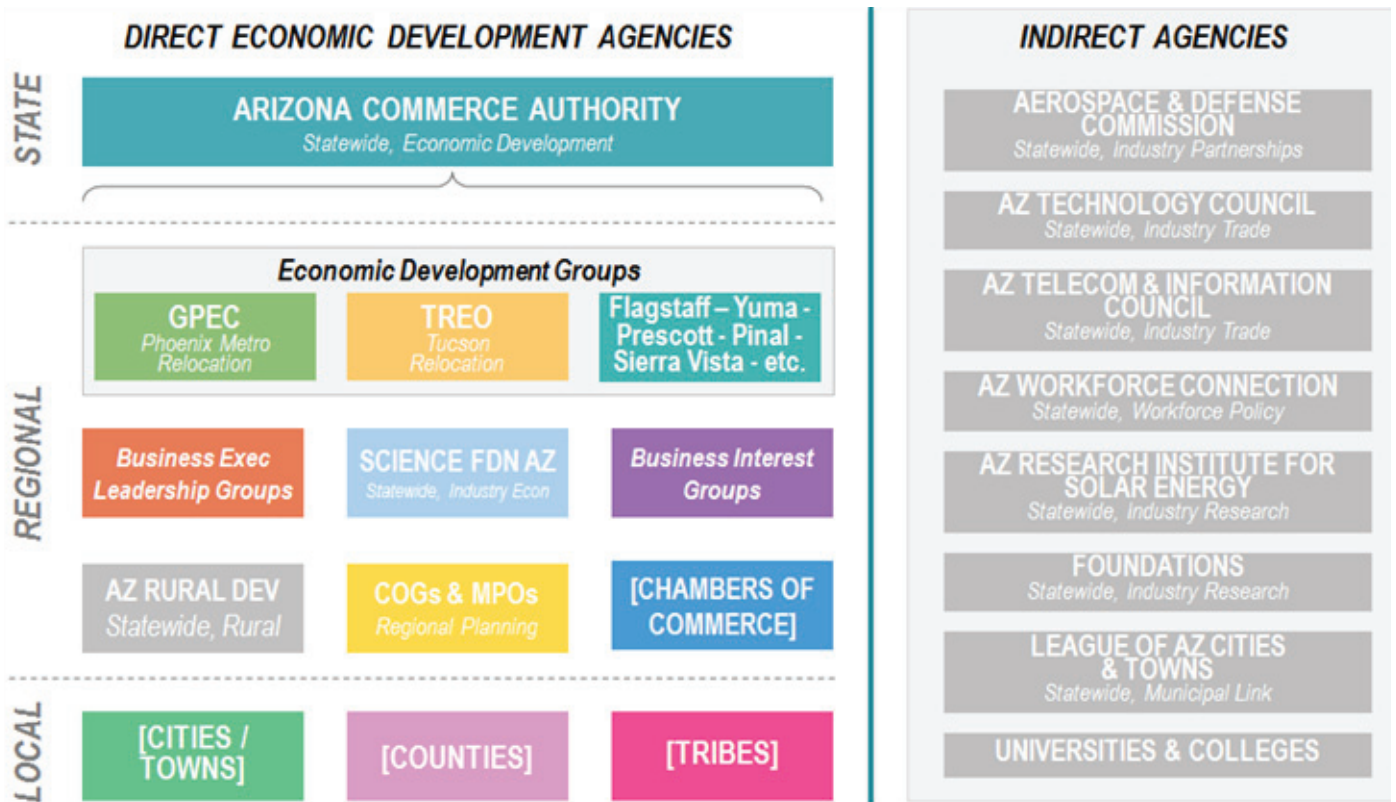 DIRECT ECONOMIC DEVELOPMENT AGENCIES
STATE
ARIZONA COMMERCE AUTHORITY
Statewide, Economic Development
REGIONAL
Economic Development Groups
GPEC
Phoenix Metro
Relocation
TREO
Tucson
Relocation
Flagstaff – Yuma -
Prescott - Pinal -
Sierra Vista - etc.
Business Exec
Leadership Groups
SCIENCE FDN AZ
Statewide, Industry Econ
Business Interest
Groups
AZ RURAL DEV
Statewide, Rural
COGs & MPOs
Regional Planning
[CHAMBERS OF
COMMERCE]
LOCAL
[CITIES /
TOWNS]
[COUNTIES]
[TRIBES]
INDIRECT AGENCIES
AEROSPACE & DEFENSE
COMMISSION
Statewide, Industry Partnerships
AZ TECHNOLOGY COUNCIL
Statewide, Industry Trade
AZ TELECOM & INFORMATION
COUNCIL
Statewide, Industry Trade
AZ WORKFORCE CONNECTION
Statewide, Workforce Policy
AZ RESEARCH INSTITUTE FOR
SOLAR ENERGY
Statewide, Industry Research
FOUNDATIONS
Statewide, Industry Research
LEAGUE OF AZ CITIES
& TOWNS
Statewide, Municipal Link
UNIVERSITIES & COLLEGES